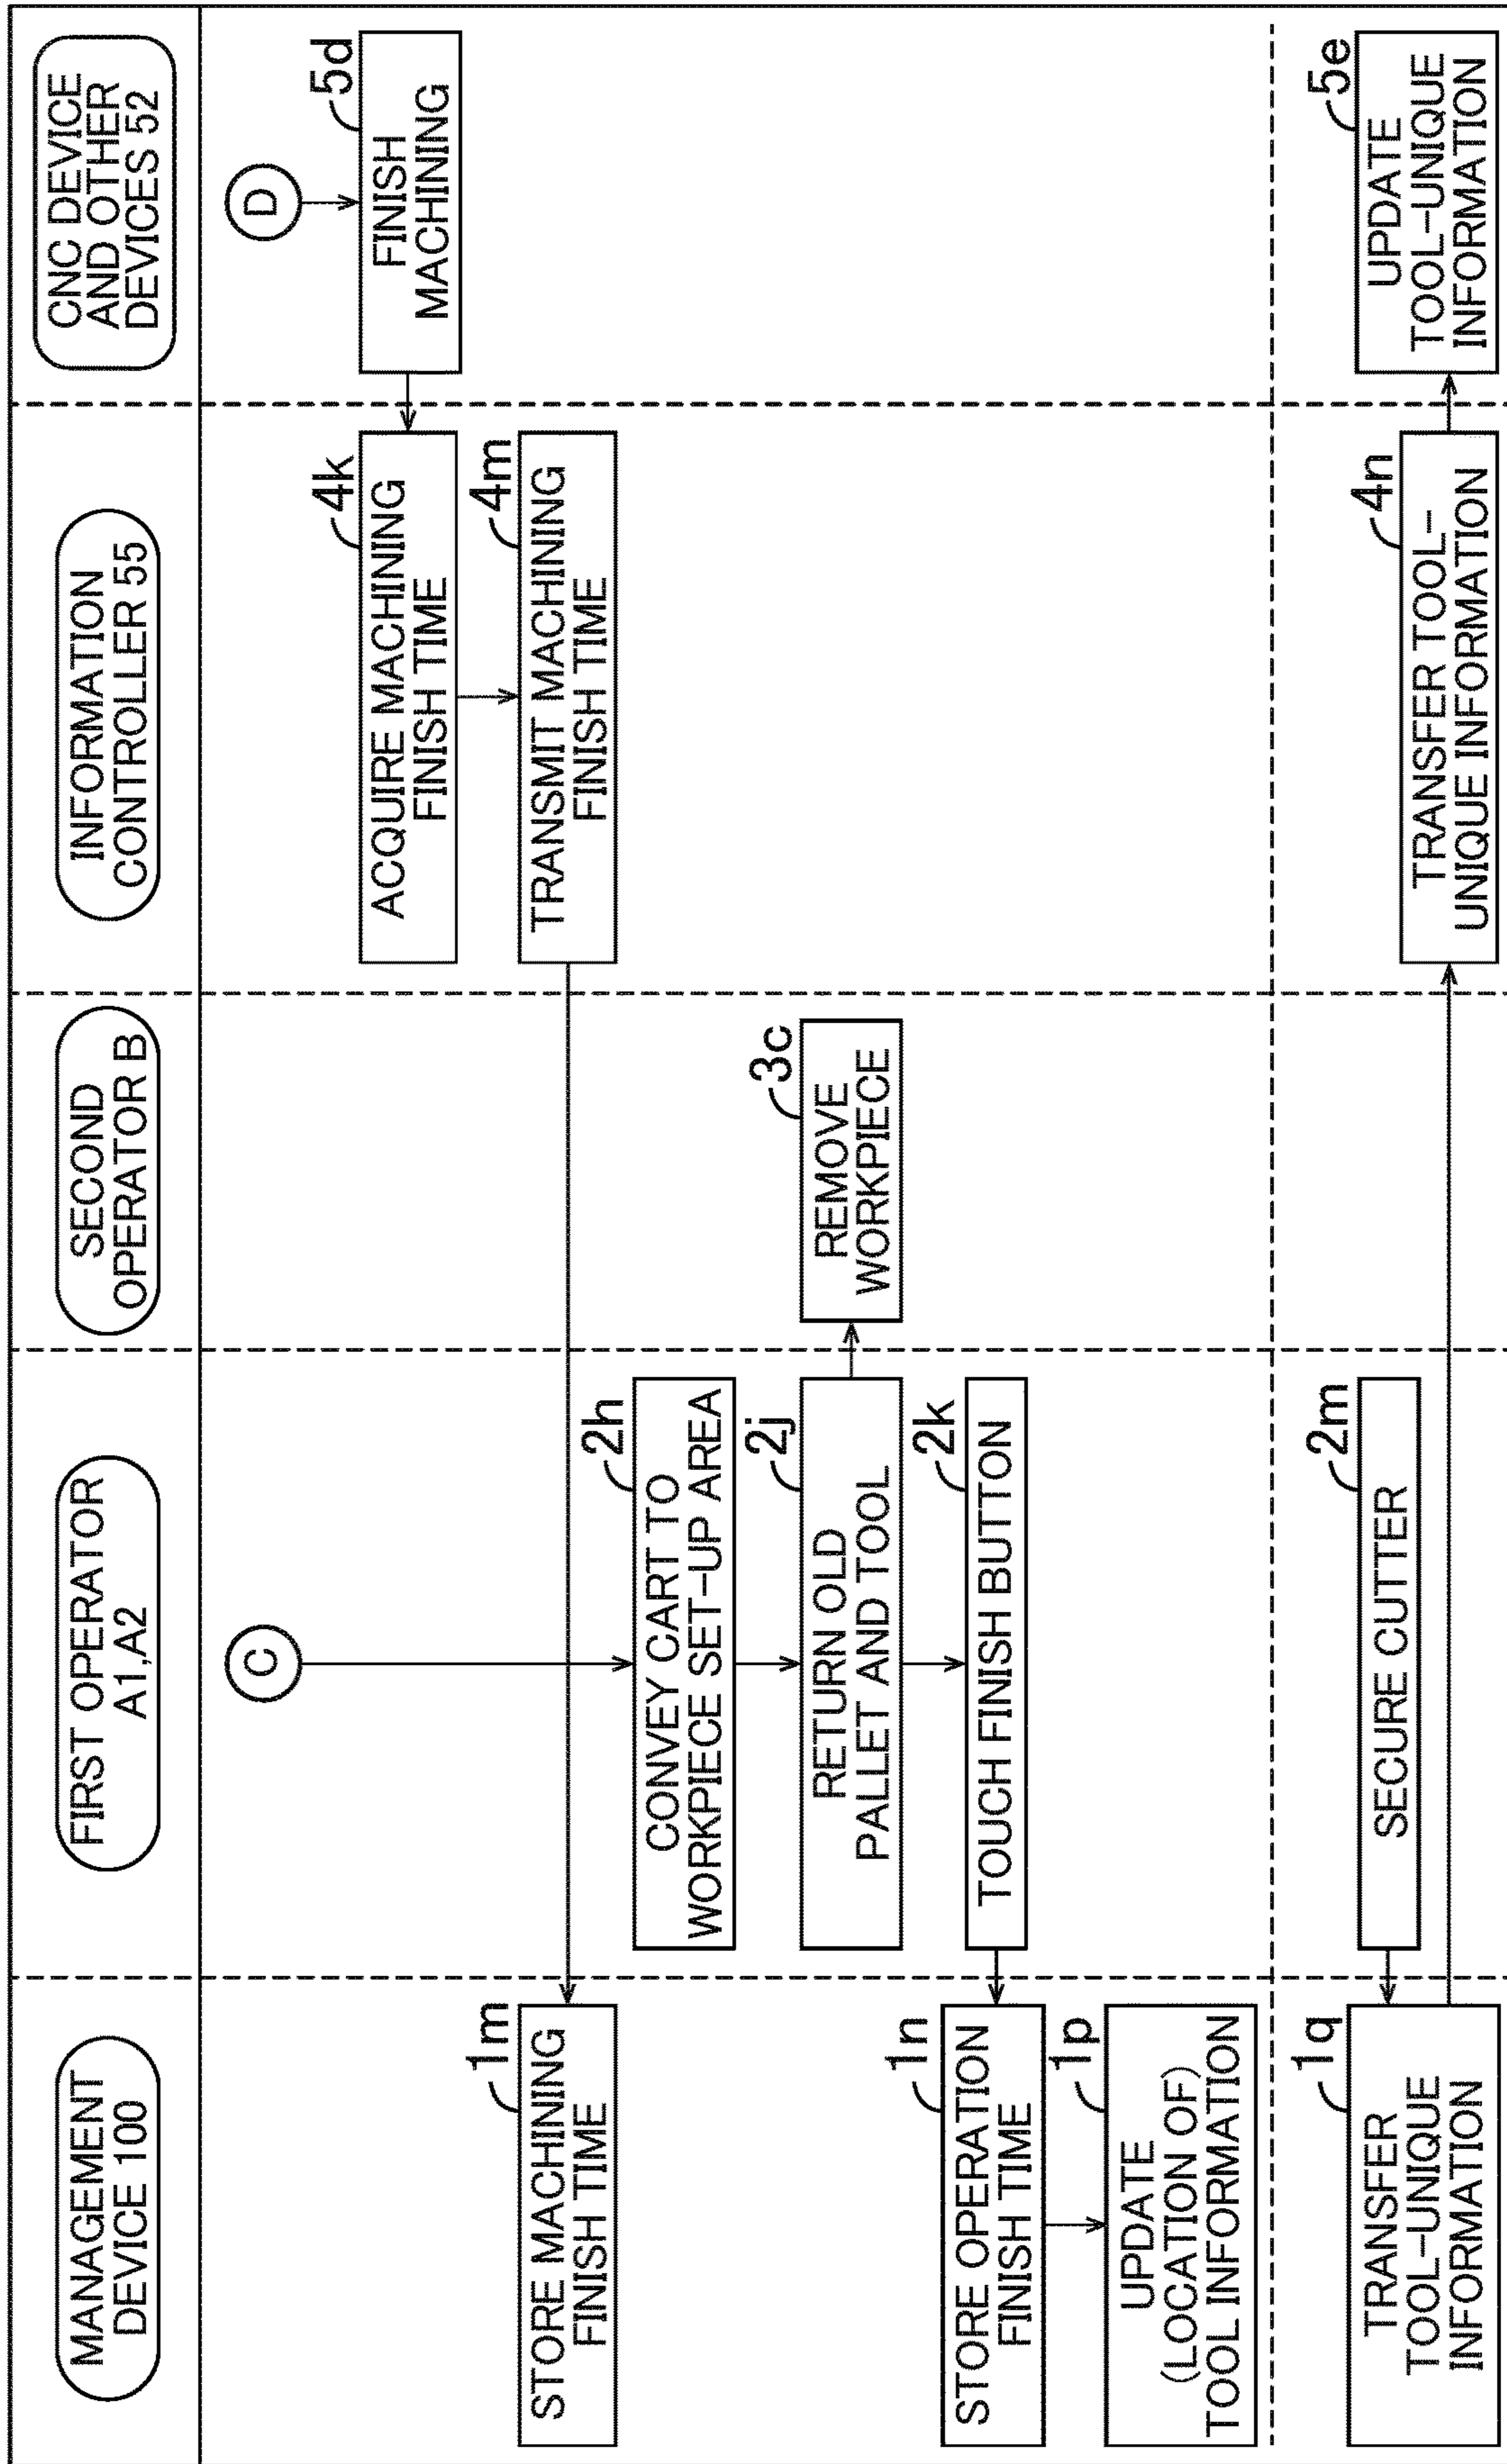 MANAGEMENT
DEVICE 100
FIRST OPERATOR
A1,A2
SECOND
OPERATOR B
INFORMATION
CONTROLLER 55
CNC DEVICE
AND OTHER
DEVICES 52
C
D
5d
FINISH
MACHINING
4k
ACQUIRE MACHINING
FINISH TIME
4m
TRANSMIT MACHINING
FINISH TIME
1m
STORE MACHINING
FINISH TIME
2h
CONVEY CART TO
WORKPIECE SET-UP AREA
2j
RETURN OLD
PALLET AND TOOL
3c
REMOVE
WORKPIECE
2k
TOUCH FINISH BUTTON
1n
STORE OPERATION
FINISH TIME
1p
UPDATE
(LOCATION OF)
TOOL INFORMATION
2m
SECURE CUTTER
1q
TRANSFER
TOOL-UNIQUE
INFORMATION
4n
TRANSFER TOOL-
UNIQUE INFORMATION
5e
UPDATE
TOOL-UNIQUE
INFORMATION